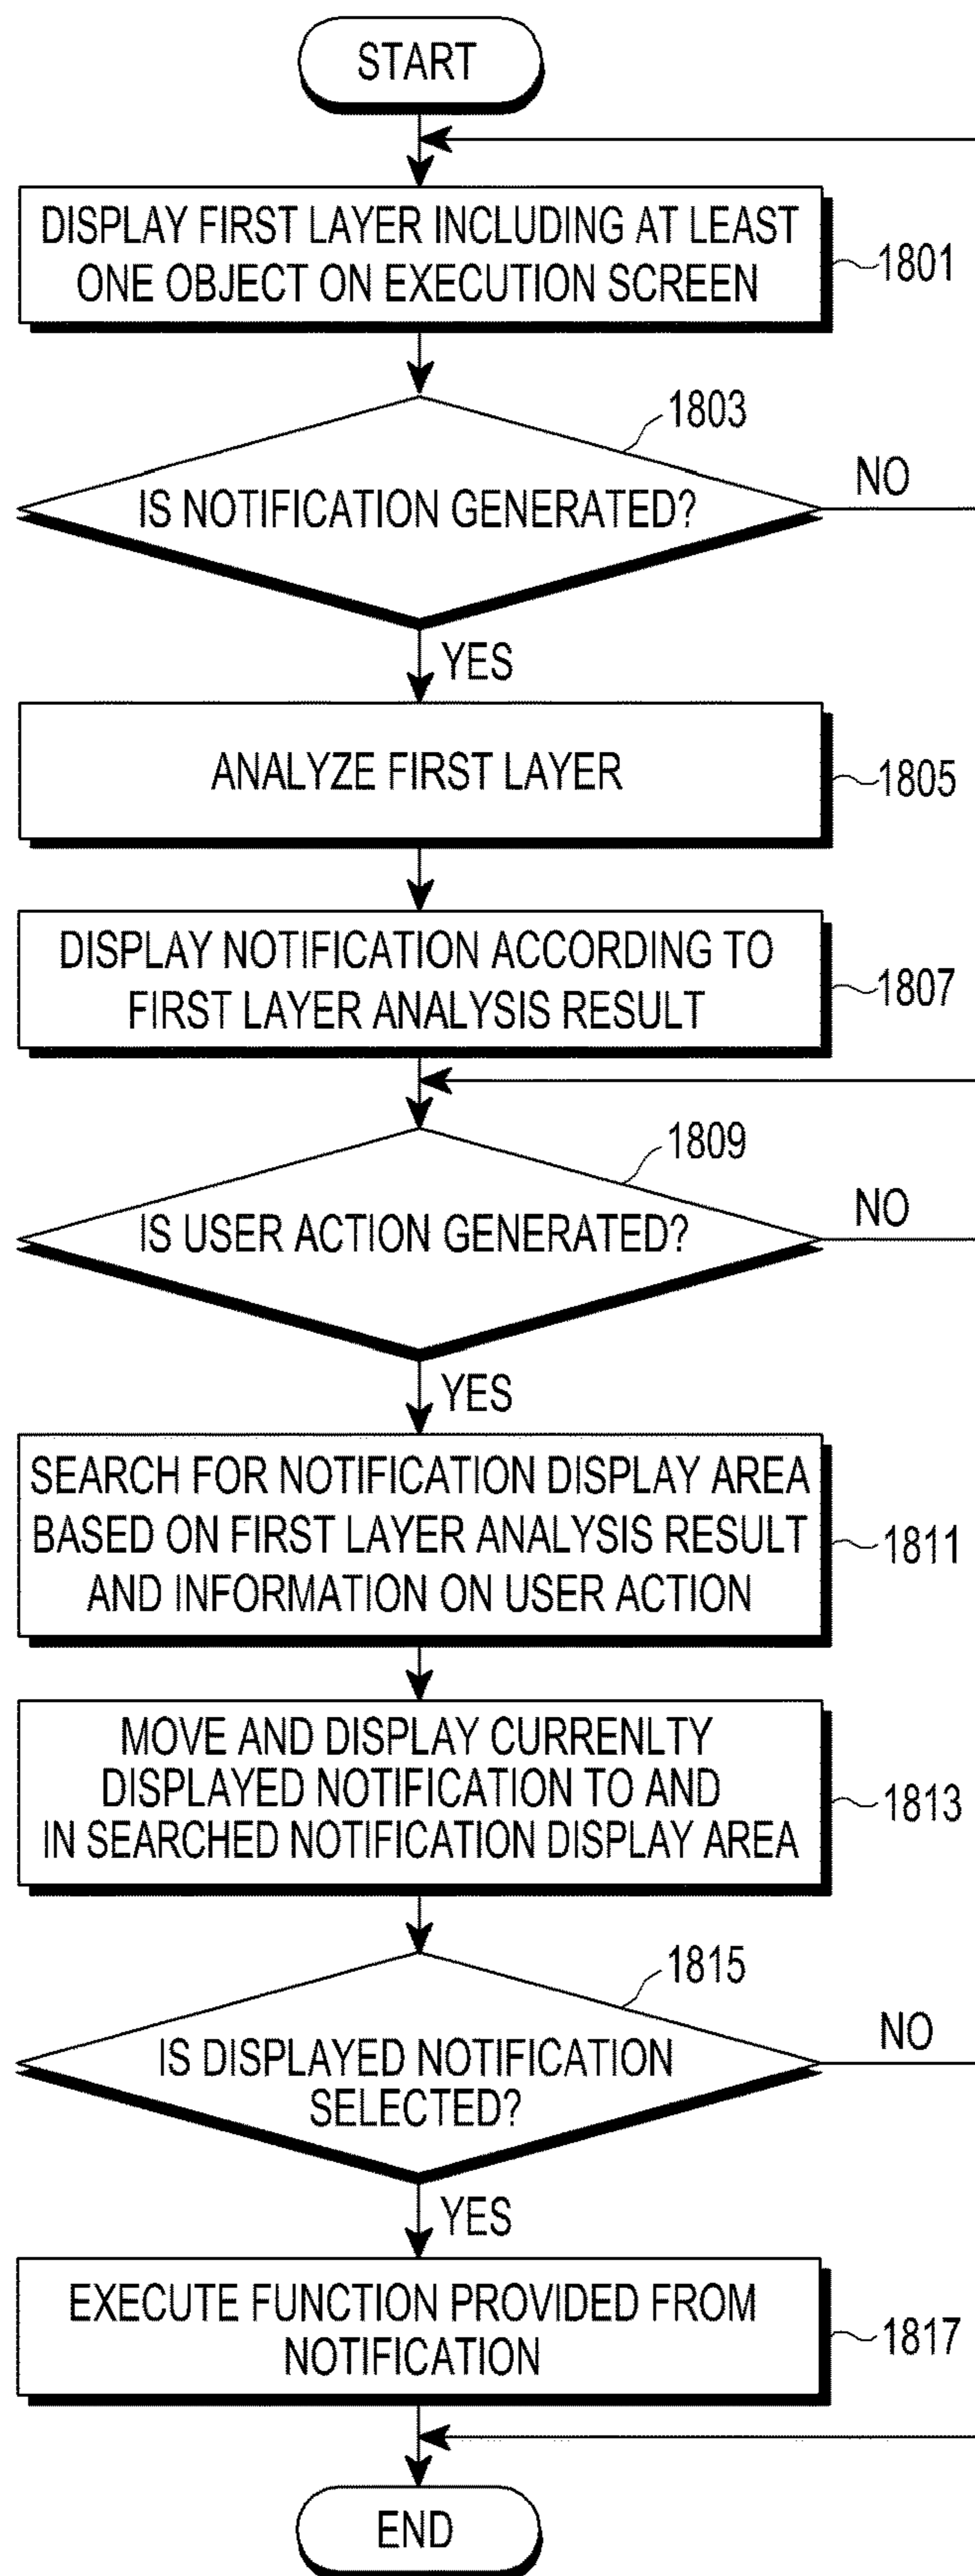 START
DISPLAY FIRST LAYER INCLUDING AT LEAST
ONE OBJECT ON EXECUTION SCREEN
1801
1803
IS NOTIFICATION GENERATED?
NO
YES
ANALYZE FIRST LAYER
1805
DISPLAY NOTIFICATION ACCORDING TO
FIRST LAYER ANALYSIS RESULT
1807
1809
IS USER ACTION GENERATED?
NO
YES
SEARCH FOR NOTIFICATION DISPLAY AREA
BASED ON FIRST LAYER ANALYSIS RESULT
AND INFORMATION ON USER ACTION
1811
MOVE AND DISPLAY CURRENLTY
DISPLAYED NOTIFICATION TO AND
IN SEARCHED NOTIFICATION DISPLAY AREA
1813
1815
IS DISPLAYED NOTIFICATION
SELECTED?
NO
YES
EXECUTE FUNCTION PROVIDED FROM
NOTIFICATION
1817
END